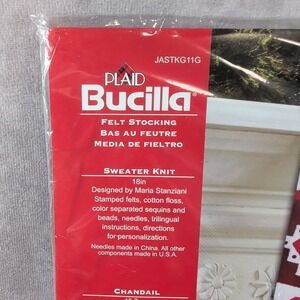 JASTKG11G
PLAID
Bucilla®
FELT STOCKING
BAS AU FEUTRE
MEDIA DE FIELTRO
SWEATER KNIT
18in
Designed by Maria Stanziani
Stamped felts, cotton floss,
color separated sequins and
beads, needles, trilingual
instructions, directions
for personalization.
Needles made in China. All other
components made in U.S.A.
CHANDAIL